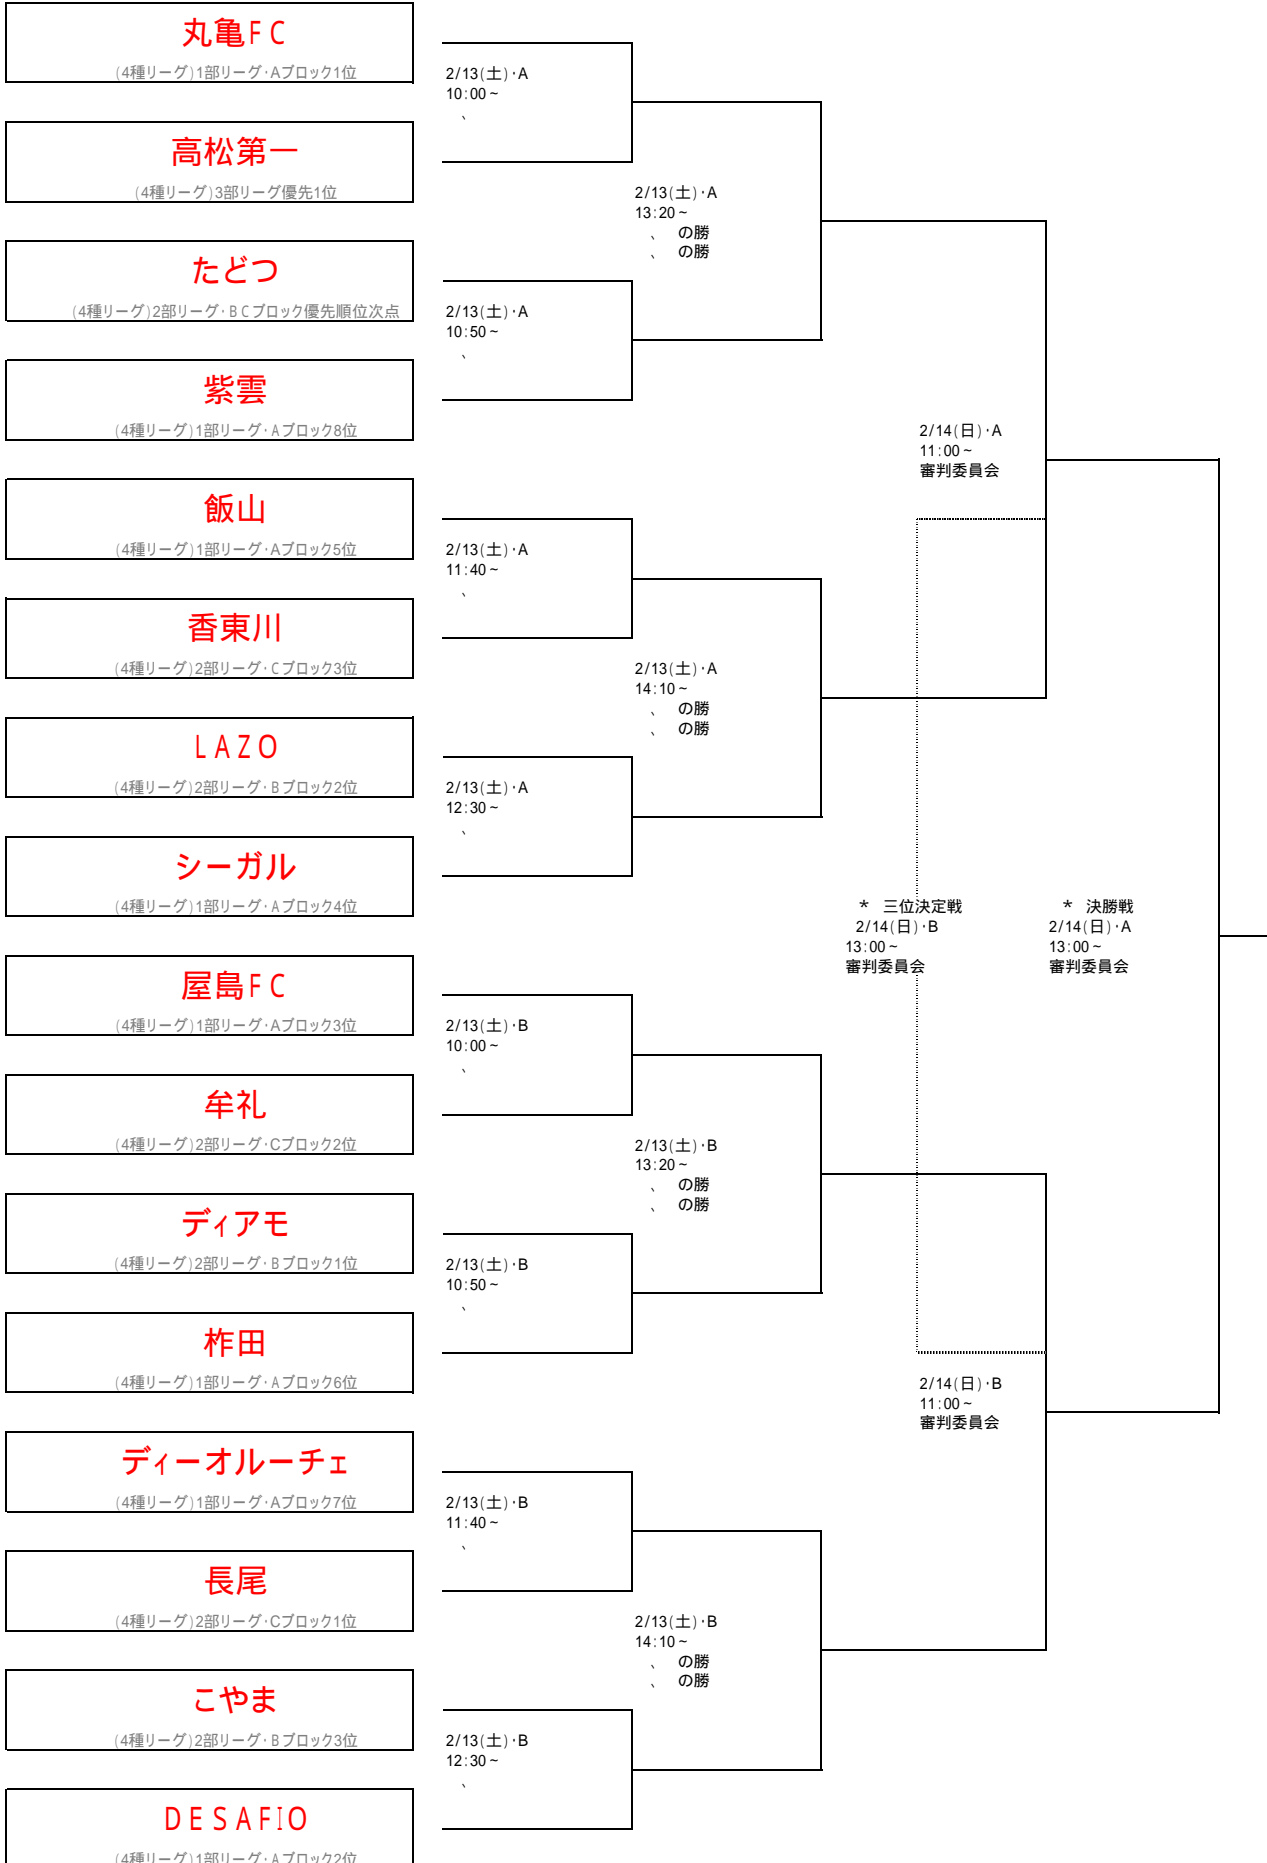 丸亀FC
(4種リーグ)1部リーグ・Aブロック1位
2/13(土)・A
10:00~
、
高松第一
(4種リーグ)3部リーグ優先1位
2/13(土)・A
13:20~
、 の勝
、 の勝
たどつ
(4種リーグ)2部リーグ・BCブロック優先順位次点
2/13(土)・A
10:50~
、
紫雲
(4種リーグ)1部リーグ・Aブロック8位
2/14(日)・A
11:00~
審判委員会
飯山
(4種リーグ)1部リーグ・Aブロック5位
2/13(土)・A
11:40~
、
香東川
(4種リーグ)2部リーグ・Cブロック3位
2/13(土)・A
14:10~
、 の勝
、 の勝
LAZO
(4種リーグ)2部リーグ・Bブロック2位
2/13(土)・A
12:30~
、
シーガル
(4種リーグ)1部リーグ・Aブロック4位
* 三位決定戦
2/14(日)・B
13:00~
審判委員会
* 決勝戦
2/14(日)・A
13:00~
審判委員会
屋島FC
(4種リーグ)1部リーグ・Aブロック3位
2/13(土)・B
10:00~
、
牟礼
(4種リーグ)2部リーグ・Cブロック2位
2/13(土)・B
13:20~
、 の勝
、 の勝
ディアモ
(4種リーグ)2部リーグ・Bブロック1位
2/13(土)・B
10:50~
、
柞田
(4種リーグ)1部リーグ・Aブロック6位
2/14(日)・B
11:00~
審判委員会
ディーオルーチェ
(4種リーグ)1部リーグ・Aブロック7位
2/13(土)・B
11:40~
、
長尾
(4種リーグ)2部リーグ・Cブロック1位
2/13(土)・B
14:10~
、 の勝
、 の勝
こやま
(4種リーグ)2部リーグ・Bブロック3位
2/13(土)・B
12:30~
、
DESAFIO
(4種リーグ)1部リーグ・Aブロック2位